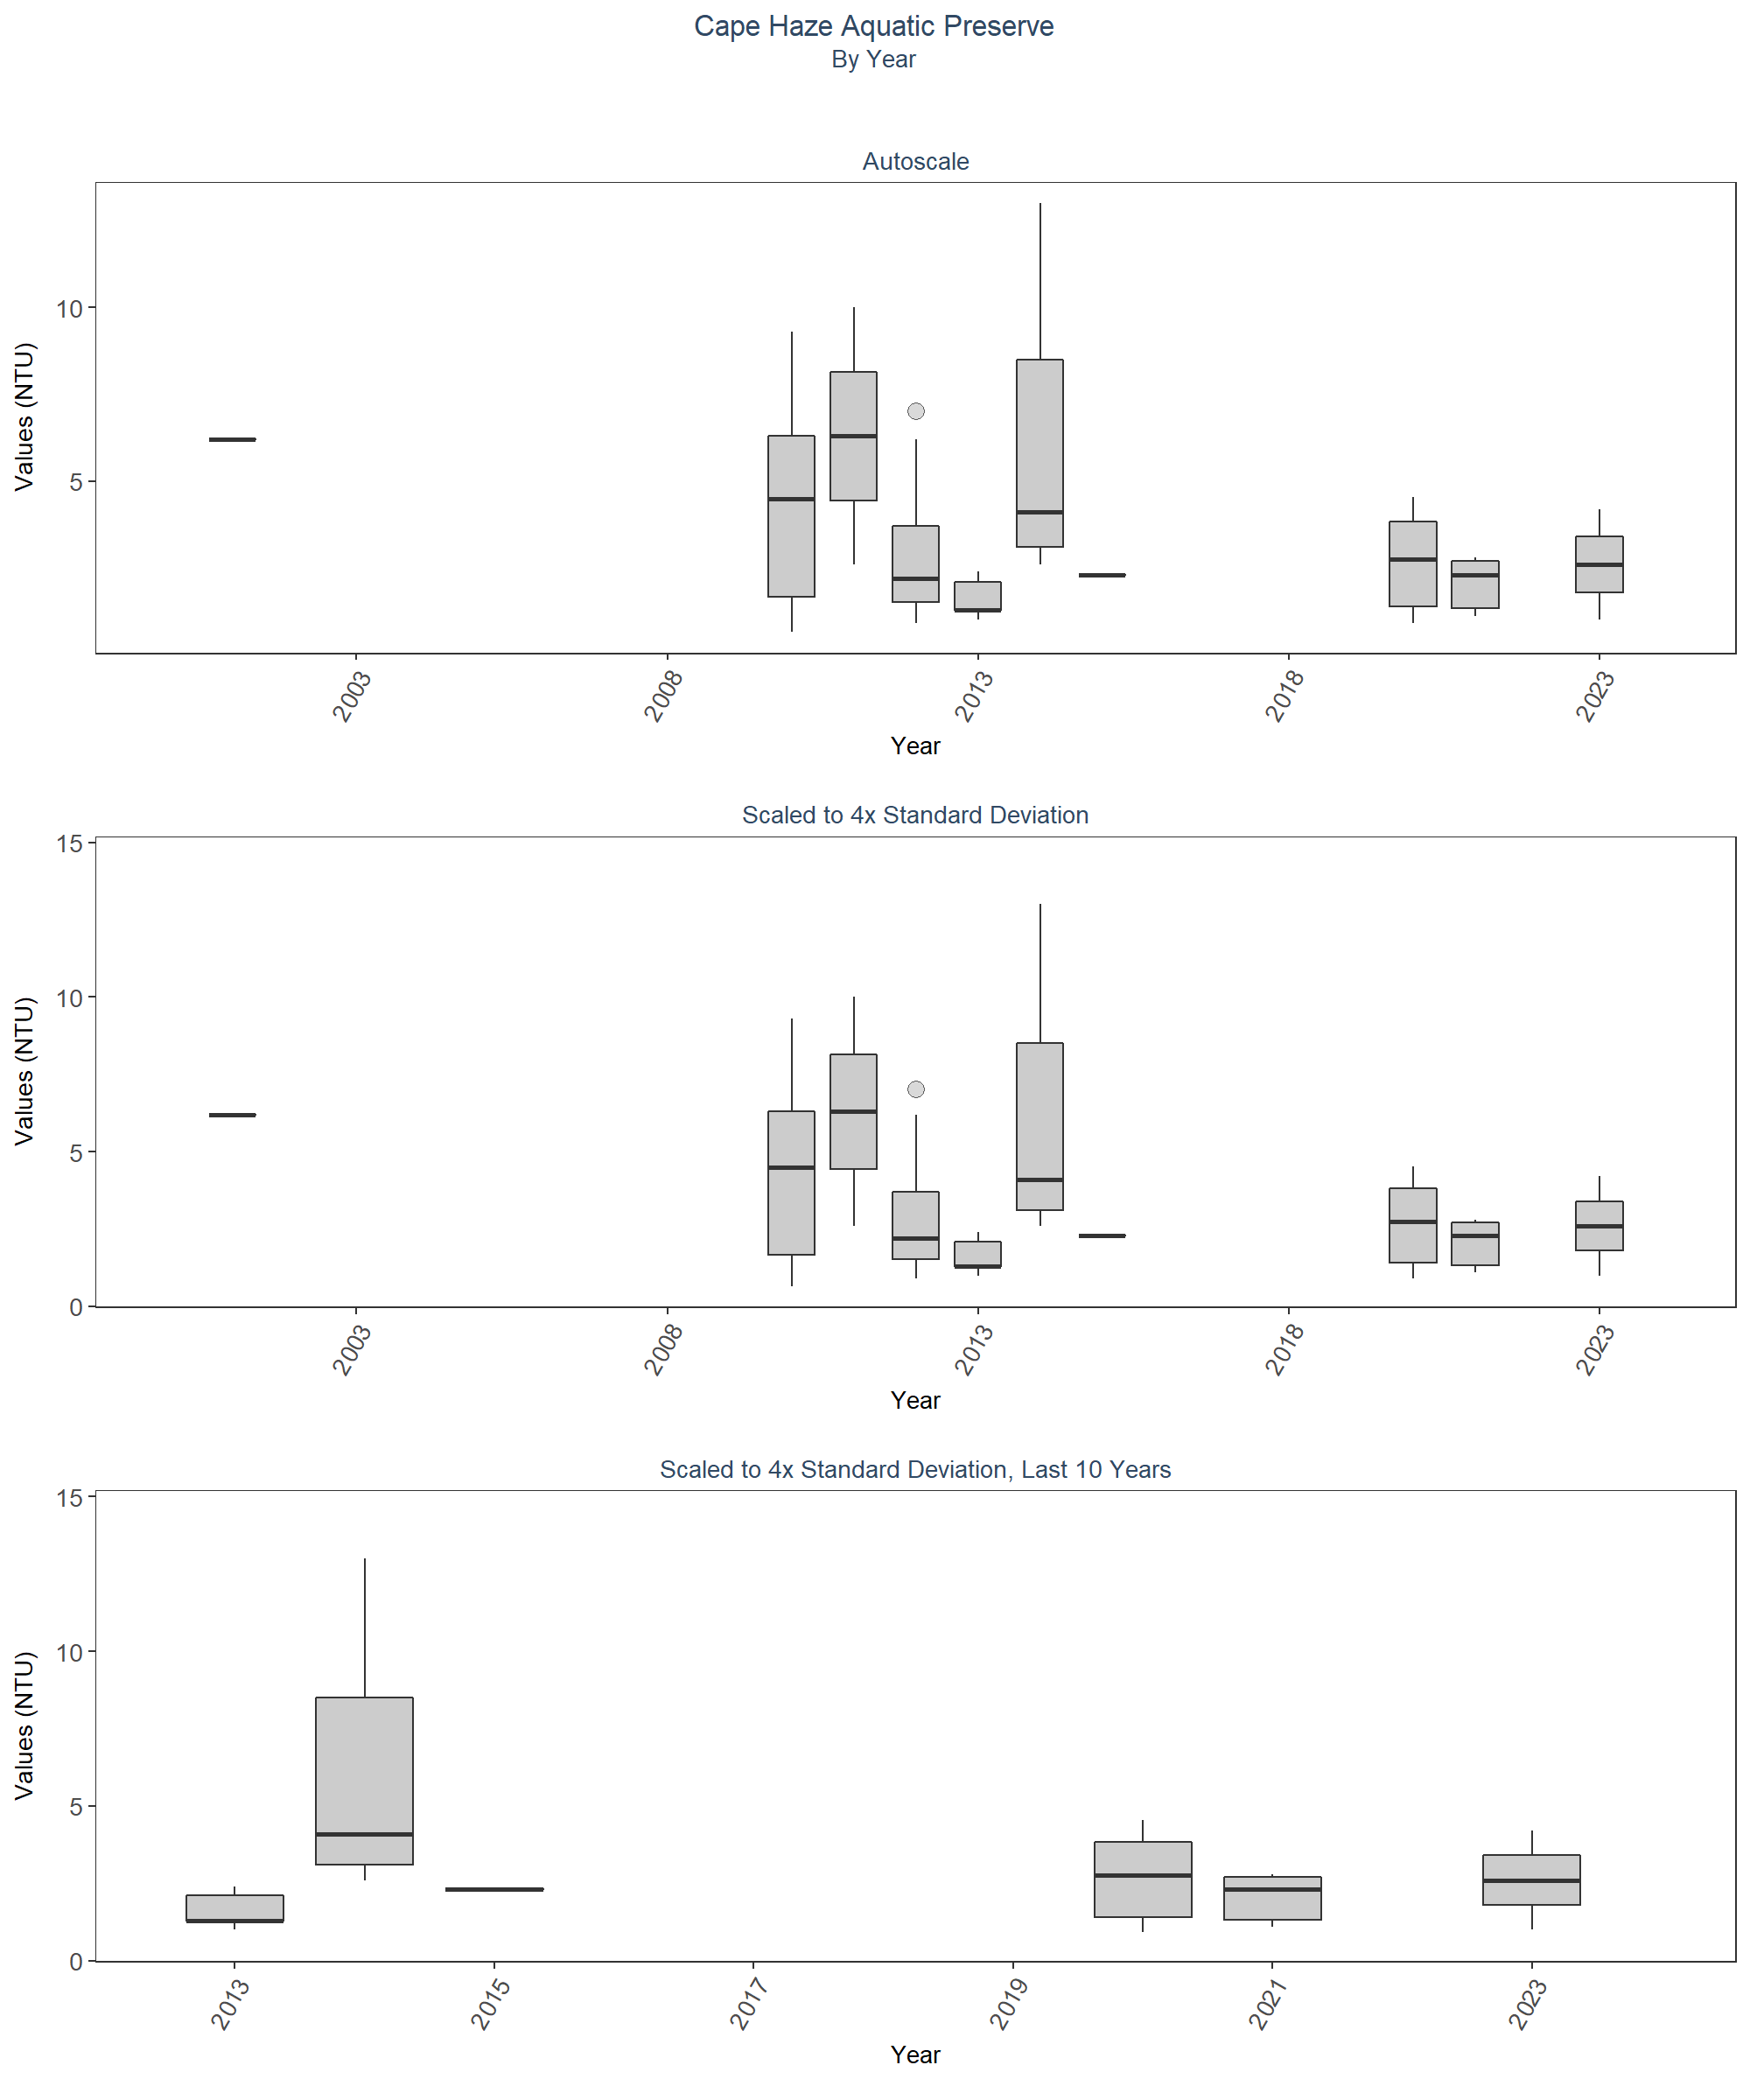 Cape Haze Aquatic Preserve
By Year
Autoscale
Values (NTU)
10
5
2003
2008
2013
2018
2023
Year
Scaled to 4x Standard Deviation
Values (NTU)
15
10
5
0
2003
2008
2013
2018
2023
Year
Scaled to 4x Standard Deviation, Last 10 Years
Values (NTU)
15
10
5
0
2013
2015
2017
2019
2021
2023
Year